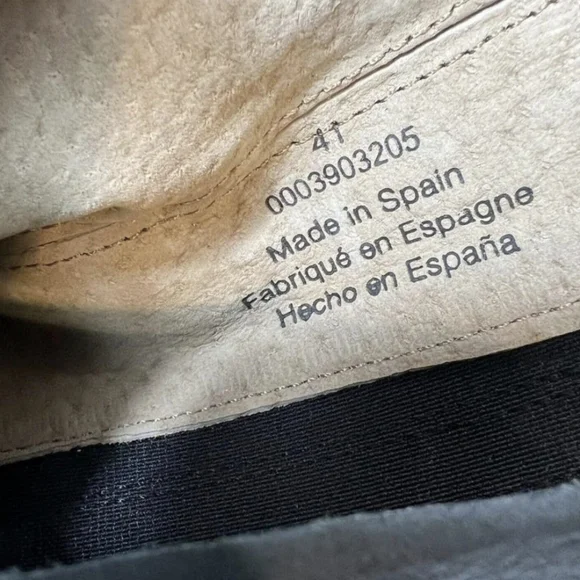 41
0003903205
Made in Spain
Fabriqué en Espagne
Hecho en España